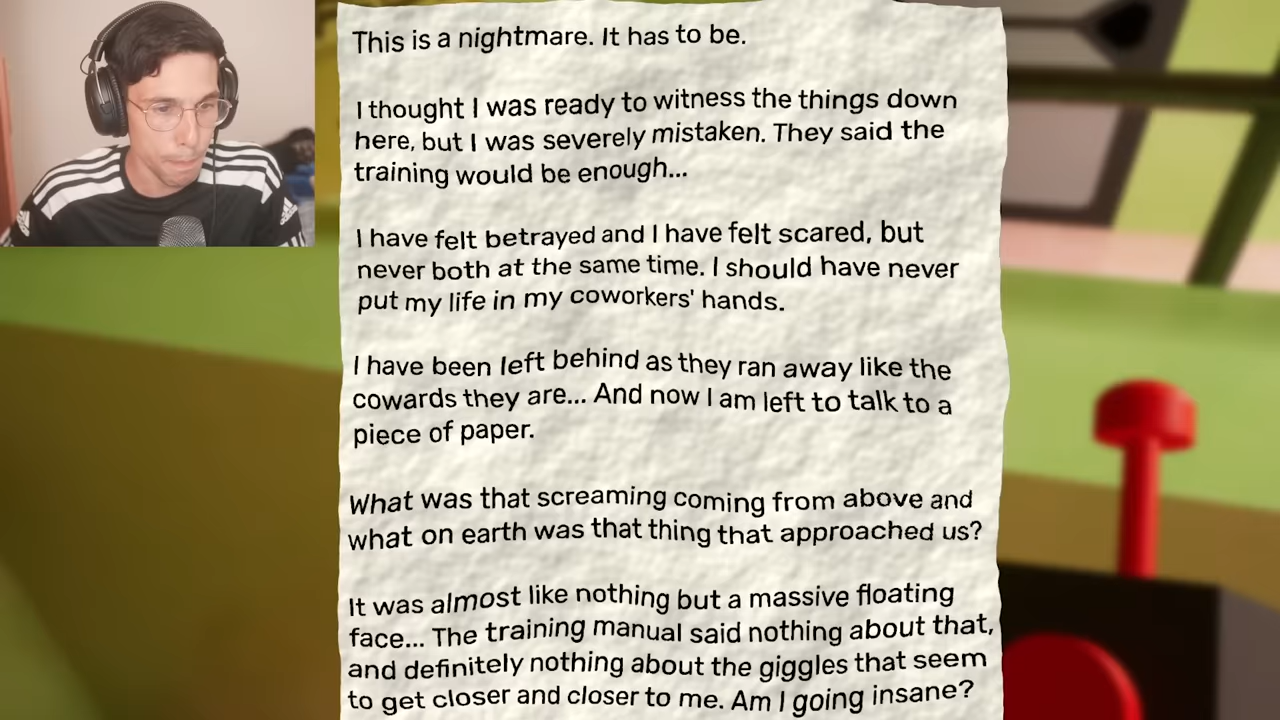 This is a nightmare. It has to be.
I thought I was ready to witness the things down
here, but I was severely mistaken. They said the
training would be enough...
I have felt betrayed and I have felt scared, but
never both at the same time. I should have never
put my life in my coworkers' hands.
I have been left behind as they ran away like the
cowards they are... And now I am left to talk to a
piece of paper.
What was that screaming coming from above and
what on earth was that thing that approached us?
It was almost like nothing but a massive floating
face... The training manual said nothing about that,
and definitely nothing about the giggles that seem
to get closer and closer to me. Am I going insane?